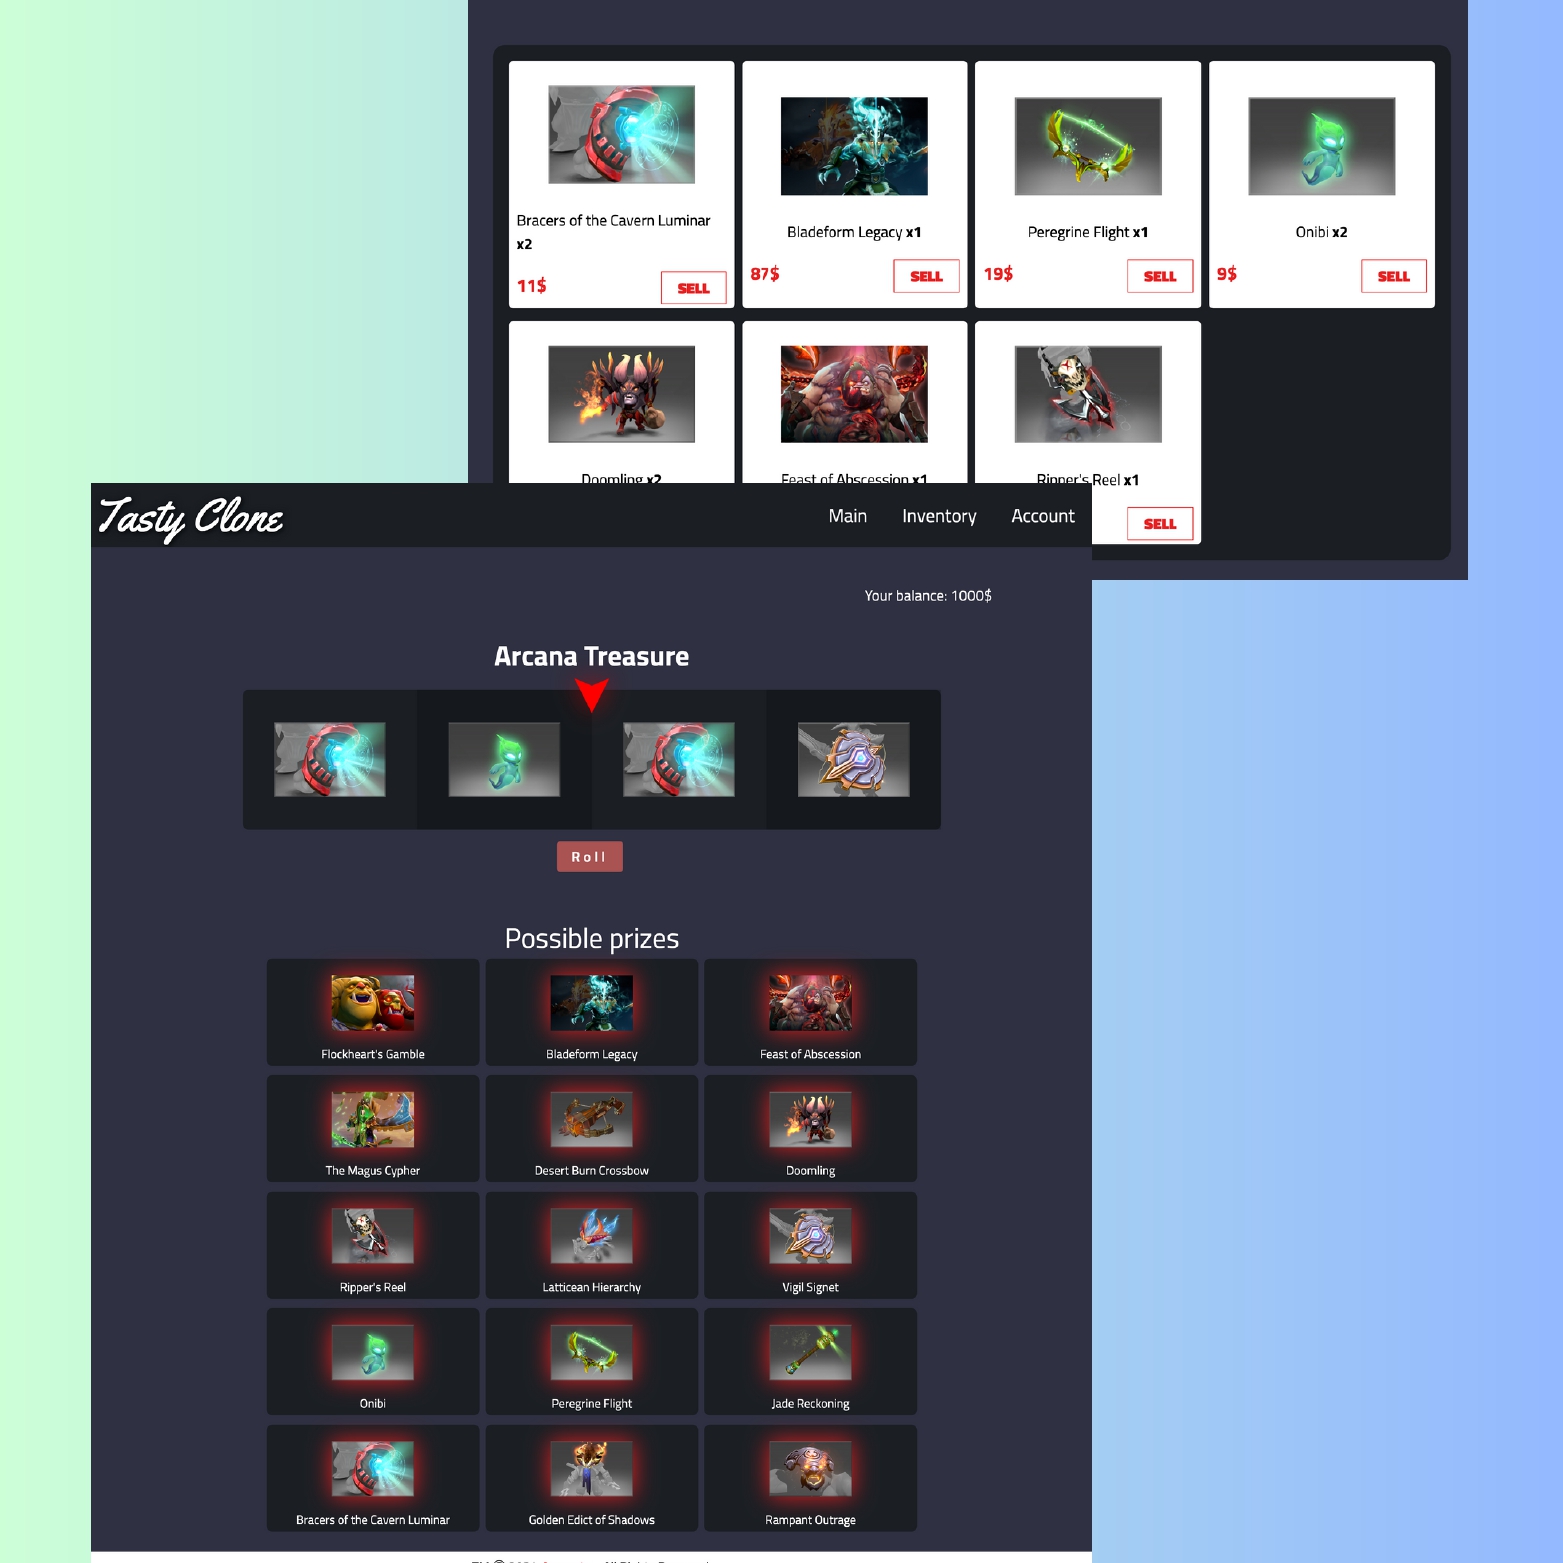 Bracers of the Cavern Luminar
x2
11$ SELL
Bladeform Legacy x1
87$ SELL
Peregrine Flight x1
19$ SELL
Onibi x2
9$ SELL
Doomling x2
Feast of Abscession x1
Ripper's Reel x1
SELL
Tasty Clone
Main Inventory Account
Your balance: 1000$
Arcana Treasure
Roll
Possible prizes
Flockheart's Gamble
Bladeform Legacy
Feast of Abscession
The Magus Cypher
Desert Burn Crossbow
Doomling
Ripper's Reel
Latticean Hierarchy
Vigil Signet
Onibi
Peregrine Flight
Jade Reckoning
Bracers of the Cavern Luminar
Golden Edict of Shadows
Rampant Outrage